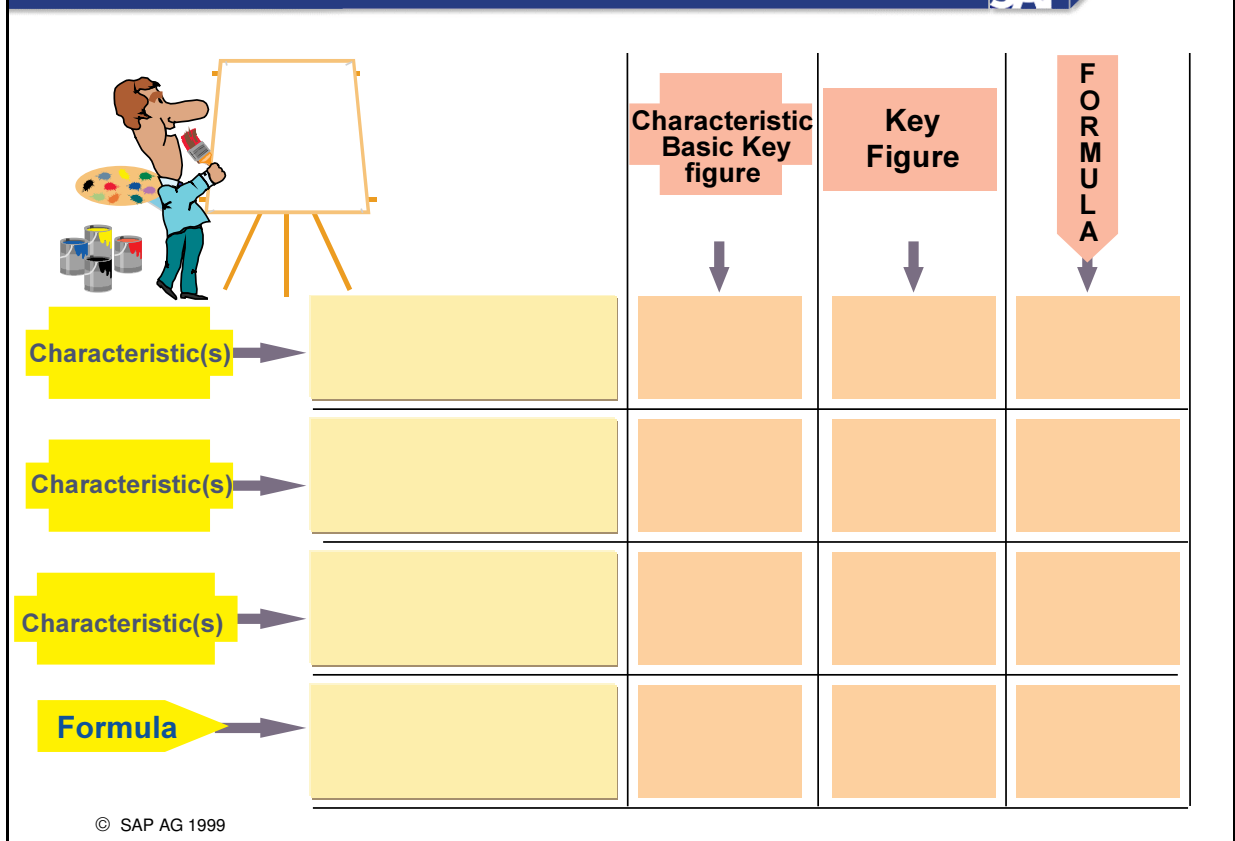 Characteristic
Basic Key
figure
Key
Figure
F
O
R
M
U
L
A
Characteristic(s)
Characteristic(s)
Characteristic(s)
Formula
© SAP AG 1999